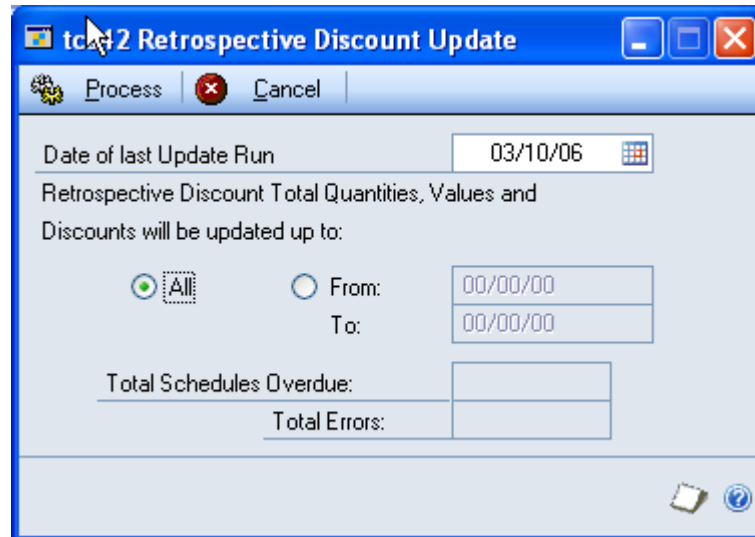 Retrospective Discount Update
Process Cancel
Date of last Update Run 03/10/06
Retrospective Discount Total Quantities, Values and
Discounts will be updated up to:
All From: 00/00/00
To: 00/00/00
Total Schedules Overdue:
Total Errors: